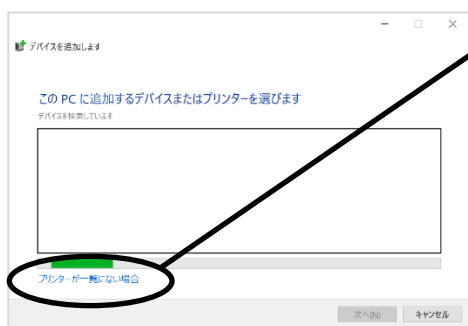 デバイスを追加します
この PC に追加するデバイスまたはプリンターを選びます
デバイスを検索しています
プリンターが一覧にない場合
次へ(N) キャンセル